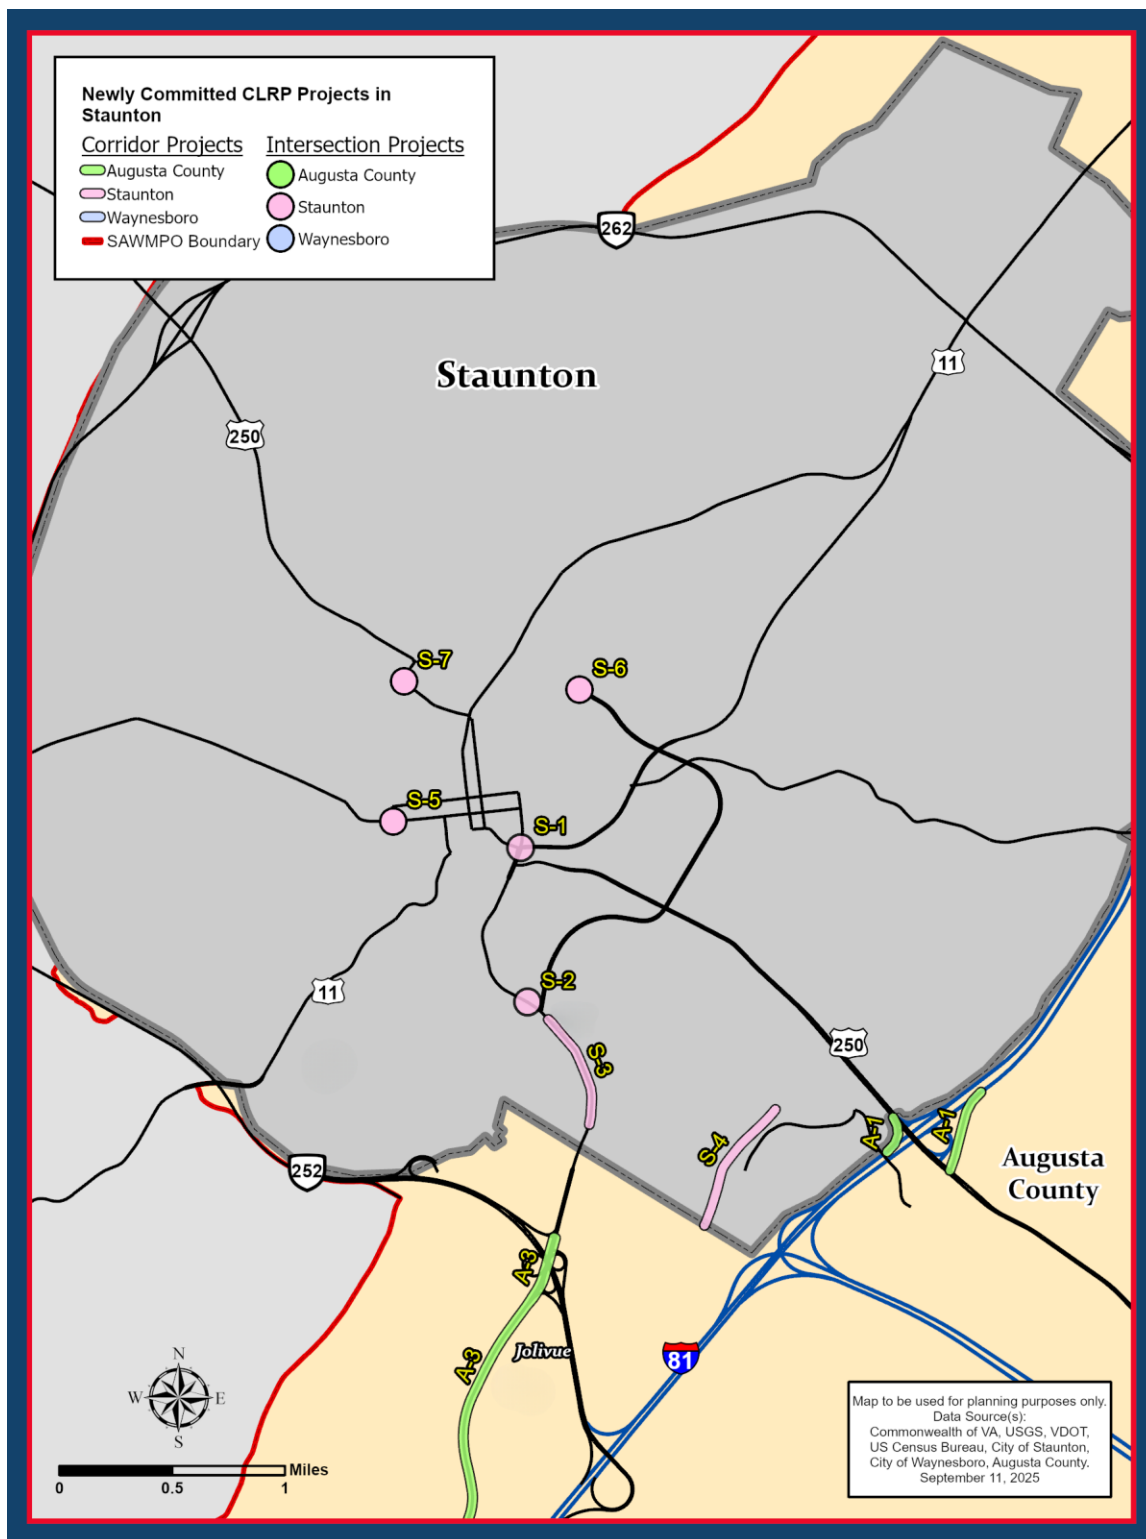 Newly Committed CLRP Projects in
Staunton
Corridor Projects
Augusta County
Staunton
Waynesboro
SAWMPO Boundary
Intersection Projects
Augusta County
Staunton
Waynesboro
262
Staunton
11
250
S-7
S-6
S-5
S-1
S-2
11
S-3
250
S-4
A-1
A-1
252
Augusta
County
A-3
Jolivue
A-3
81
N
W
E
S
Miles
0
0.5
1
Map to be used for planning purposes only.
Data Source(s):
Commonwealth of VA, USGS, VDOT,
US Census Bureau, City of Staunton,
City of Waynesboro, Augusta County.
September 11, 2025